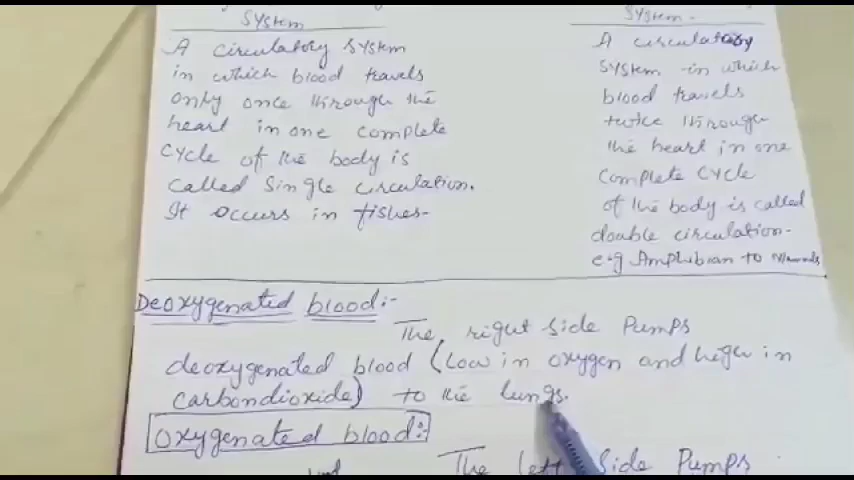 System
A circulatory system
in which blood travels
only once through the
heart in one complete
cycle of the body is
called Single circulation.
It occurs in fishes-
System -
A circulatory
system in which
blood travels
twice through
the heart in one
complete cycle
of the body is called
double circulation-
e.g Amphibian to
Deoxygenated blood:-
The right side Pumps
deoxygenated blood (low in oxygen and high in
carbondioxide) to the lungs.
oxygenated blood:-
The left side Pumps